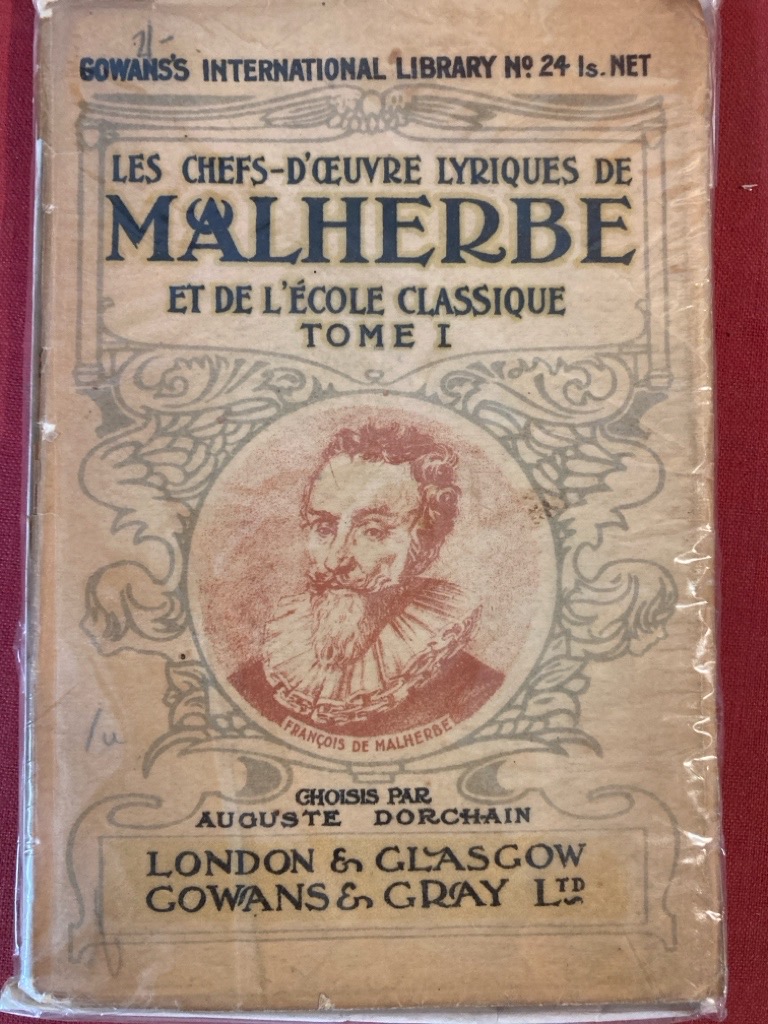 2/-
GOWANS'S INTERNATIONAL LIBRARY Nº 24 1s. NET
LES CHEFS-D'ŒUVRE LYRIQUES DE
MALHERBE
ET DE L'ÉCOLE CLASSIQUE
TOME I
FRANÇOIS DE MALHERBE
CHOISIS PAR
AUGUSTE DORCHAIN
LONDON & GLASGOW
GOWANS & GRAY LTD